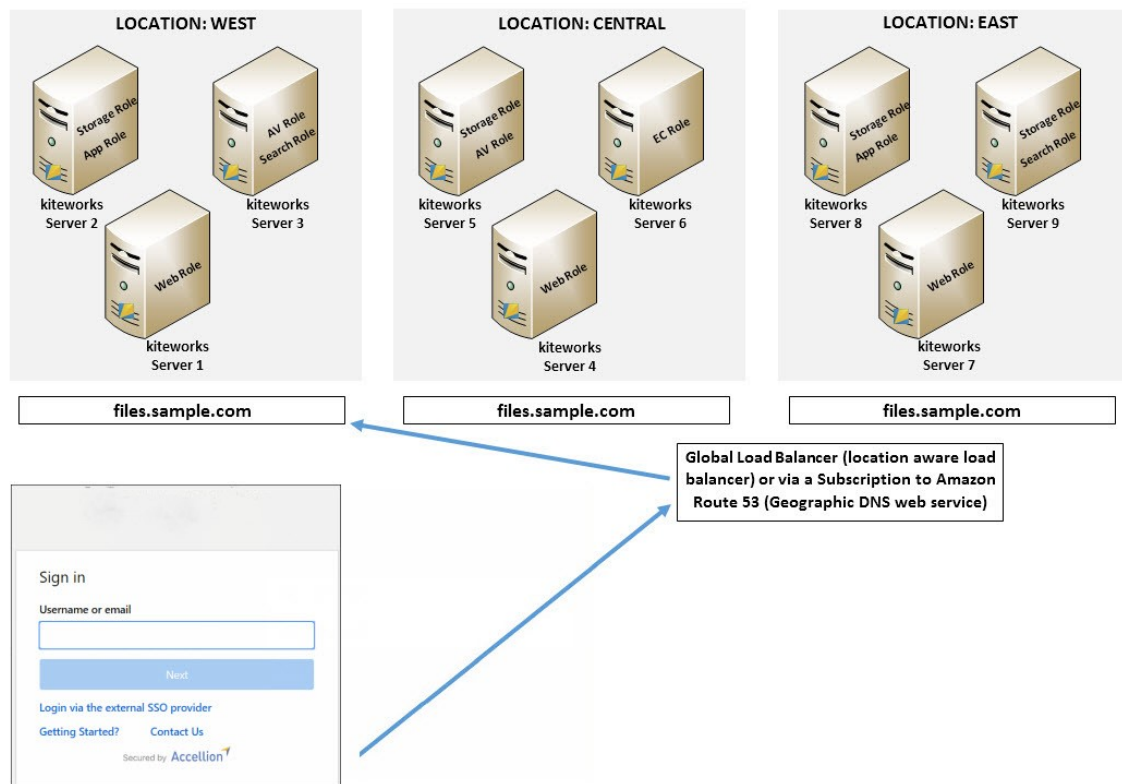 LOCATION: WEST
Storage Role
App Role
kiteworks
Server 2
AV Role
Search Role
kiteworks
Server 3
Web Role
kiteworks
Server 1
files.sample.com
LOCATION: CENTRAL
Storage Role
AV Role
kiteworks
Server 5
EC Role
kiteworks
Server 6
Web Role
kiteworks
Server 4
files.sample.com
LOCATION: EAST
Storage Role
App Role
kiteworks
Server 8
Storage Role
Search Role
kiteworks
Server 9
Web Role
kiteworks
Server 7
files.sample.com
Global Load Balancer (location aware load
balancer) or via a Subscription to Amazon
Route 53 (Geographic DNS web service)
Sign in
Username or email
Next
Login via the external SSO provider
Getting Started? Contact Us
Secured by Accellion